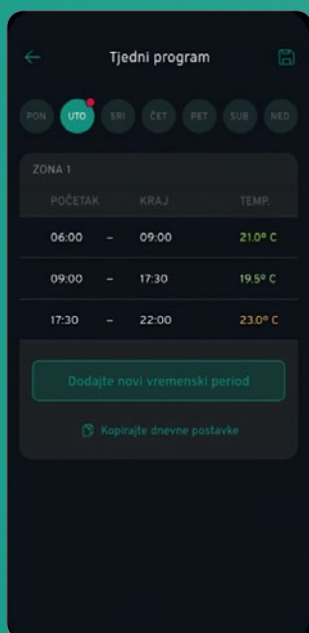 Tjedni program
PON UTO SRI ČET PET SUB NED
ZONA 1
POČETAK KRAJ TEMP.
06:00 – 09:00 21.0° C
09:00 – 17:30 19.5° C
17:30 – 22:00 23.0° C
Dodajte novi vremenski period
Kopirajte dnevne postavke